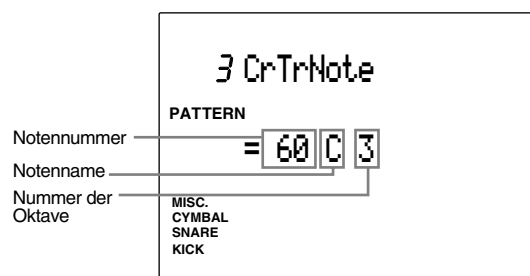 3 CrTrNote
PATTERN
= 60 C 3
Notennummer
Notenname
Nummer der
Oktave
MISC.
CYMBAL
SNARE
KICK